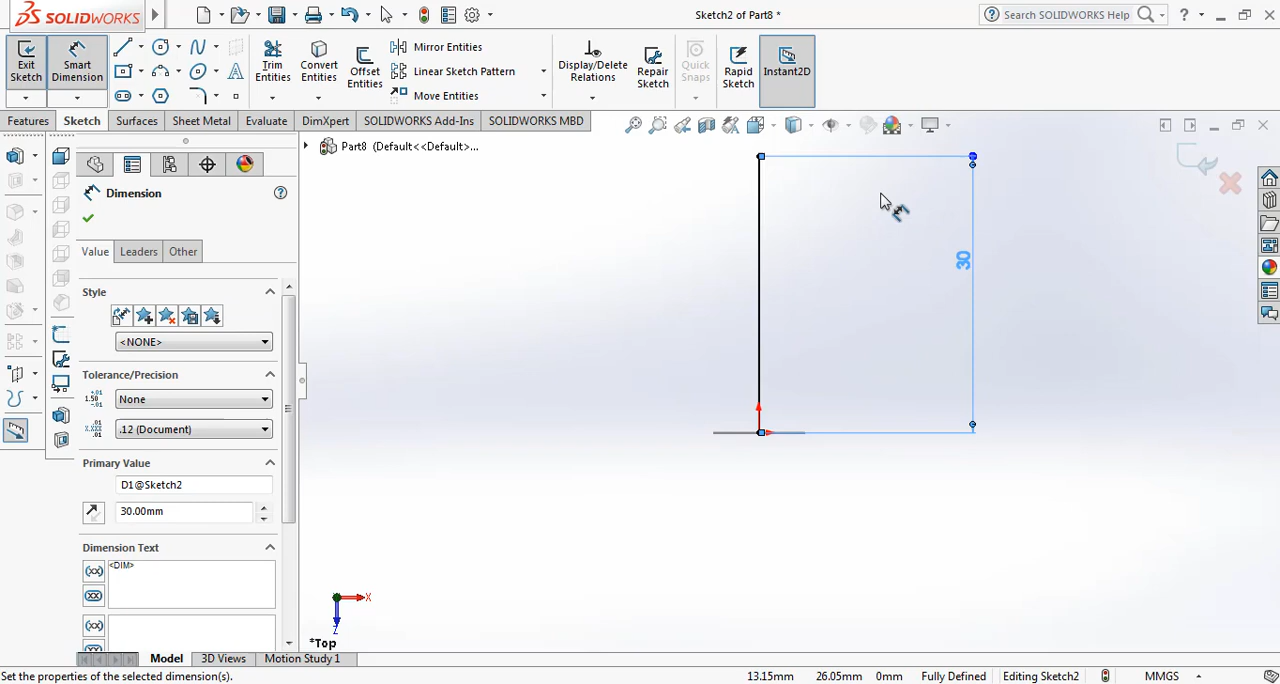 SOLIDWORKS
Sketch2 of Part8 *
Search SOLIDWORKS Help
?
Exit Sketch
Smart Dimension
Trim Entities
Convert Entities
Offset Entities
Mirror Entities
Linear Sketch Pattern
Move Entities
Display/Delete Relations
Repair Sketch
Quick Snaps
Rapid Sketch
Instant2D
Features
Sketch
Surfaces
Sheet Metal
Evaluate
DimXpert
SOLIDWORKS Add-Ins
SOLIDWORKS MBD
Part8 (Default<<Default>...
Dimension
Value
Leaders
Other
Style
<NONE>
Tolerance/Precision
None
.12 (Document)
Primary Value
D1@Sketch2
30.00mm
Dimension Text
<DIM>
30
X
Z
*Top
Model
3D Views
Motion Study 1
Set the properties of the selected dimension(s).
13.15mm
26.05mm
0mm
Fully Defined
Editing Sketch2
MMGS